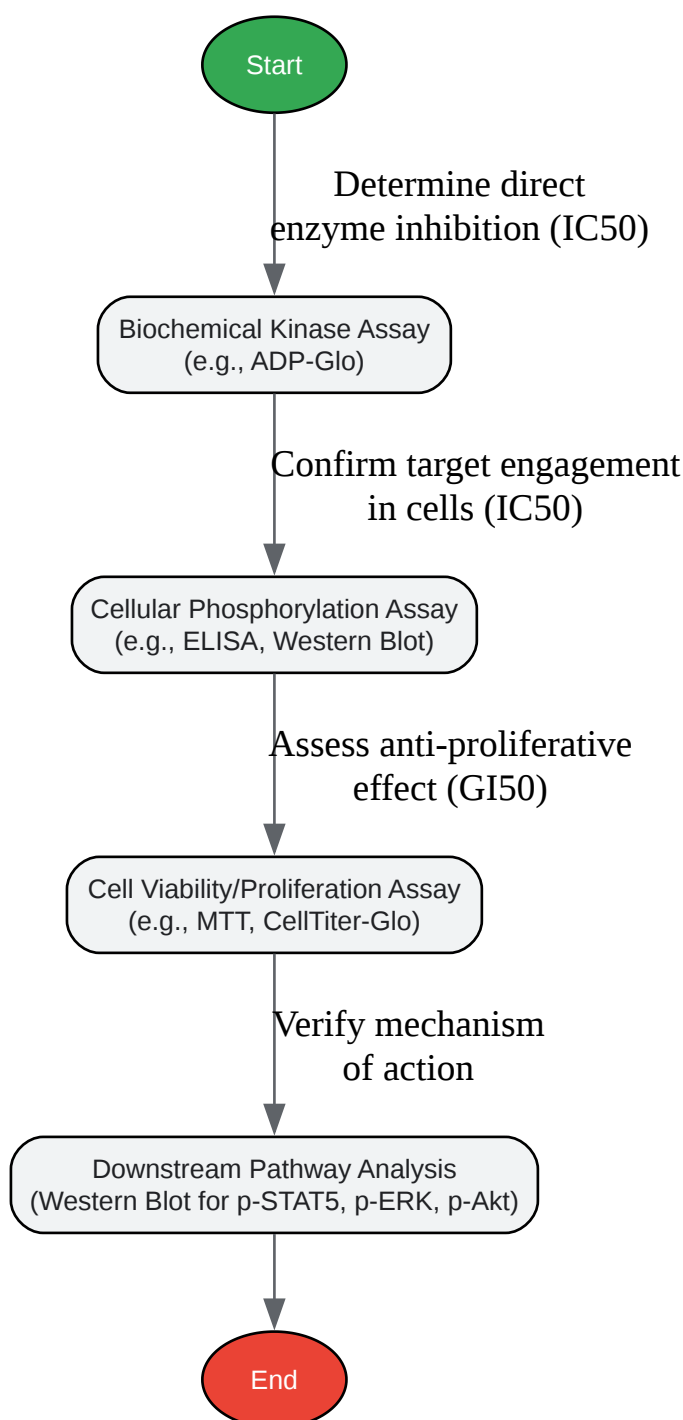 Start
Determine direct
enzyme inhibition (IC50)
Biochemical Kinase Assay
(e.g., ADP-Glo)
Confirm target engagement
in cells (IC50)
Cellular Phosphorylation Assay
(e.g., ELISA, Western Blot)
Assess anti-proliferative
effect (GI50)
Cell Viability/Proliferation Assay
(e.g., MTT, CellTiter-Glo)
Verify mechanism
of action
Downstream Pathway Analysis
(Western Blot for p-STAT5, p-ERK, p-Akt)
End